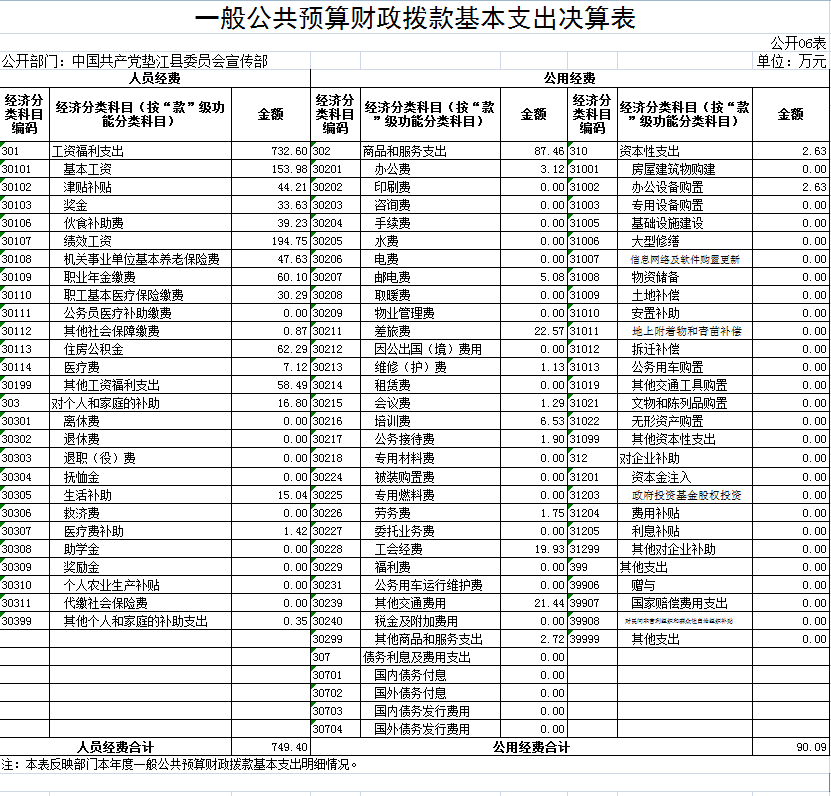 一般公共预算财政拨款基本支出决算表
公开06表
公开部门：中国共产党垫江县委员会宣传部 单位：万元
人员经费 公用经费
经济分类科目编码 经济分类科目（按“款”级功能分类科目） 金额 经济分类科目编码 经济分类科目（按“款”级功能分类科目） 金额 经济分类科目编码 经济分类科目（按“款”级功能分类科目） 金额
301 工资福利支出 732.60 302 商品和服务支出 87.46 310 资本性支出 2.63
30101 基本工资 153.98 30201 办公费 3.12 31001 房屋建筑物购建 0.00
30102 津贴补贴 44.21 30202 印刷费 0.00 31002 办公设备购置 2.63
30103 奖金 33.63 30203 咨询费 0.00 31003 专用设备购置 0.00
30106 伙食补助费 39.23 30204 手续费 0.00 31005 基础设施建设 0.00
30107 绩效工资 194.75 30205 水费 0.00 31006 大型修缮 0.00
30108 机关事业单位基本养老保险费 47.63 30206 电费 0.00 31007 信息网络及软件购置更新 0.00
30109 职业年金缴费 60.10 30207 邮电费 5.08 31008 物资储备 0.00
30110 职工基本医疗保险缴费 30.29 30208 取暖费 0.00 31009 土地补偿 0.00
30111 公务员医疗补助缴费 0.00 30209 物业管理费 0.00 31010 安置补助 0.00
30112 其他社会保障缴费 0.87 30211 差旅费 22.57 31011 地上附着物和青苗补偿 0.00
30113 住房公积金 62.29 30212 因公出国（境）费用 0.00 31012 拆迁补偿 0.00
30114 医疗费 7.12 30213 维修（护）费 1.13 31013 公务用车购置 0.00
30199 其他工资福利支出 58.49 30214 租赁费 0.00 31019 其他交通工具购置 0.00
303 对个人和家庭的补助 16.80 30215 会议费 1.29 31021 文物和陈列品购置 0.00
30301 离休费 0.00 30216 培训费 6.53 31022 无形资产购置 0.00
30302 退休费 0.00 30217 公务接待费 1.90 31099 其他资本性支出 0.00
30303 退职（役）费 0.00 30218 专用材料费 0.00 312 对企业补助 0.00
30304 抚恤金 0.00 30224 被装购置费 0.00 31201 资本金注入 0.00
30305 生活补助 15.04 30225 专用燃料费 0.00 31203 政府投资基金股权投资 0.00
30306 救济费 0.00 30226 劳务费 1.75 31204 费用补贴 0.00
30307 医疗费补助 1.42 30227 委托业务费 0.00 31205 利息补贴 0.00
30308 助学金 0.00 30228 工会经费 19.93 31299 其他对企业补助 0.00
30309 奖励金 0.00 30229 福利费 0.00 399 其他支出 0.00
30310 个人农业生产补贴 0.00 30231 公务用车运行维护费 0.00 39906 赠与 0.00
30311 代缴社会保险费 0.00 30239 其他交通费用 21.44 39907 国家赔偿费用支出 0.00
30399 其他个人和家庭的补助支出 0.35 30240 税金及附加费用 0.00 39908 对民间非营利组织和群众性自治组织补贴 0.00
30299 其他商品和服务支出 2.72 39999 其他支出 0.00
307 债务利息及费用支出 0.00
30701 国内债务付息 0.00
30702 国外债务付息 0.00
30703 国内债务发行费用 0.00
30704 国外债务发行费用 0.00
人员经费合计 749.40 公用经费合计 90.09
注：本表反映部门本年度一般公共预算财政拨款基本支出明细情况。